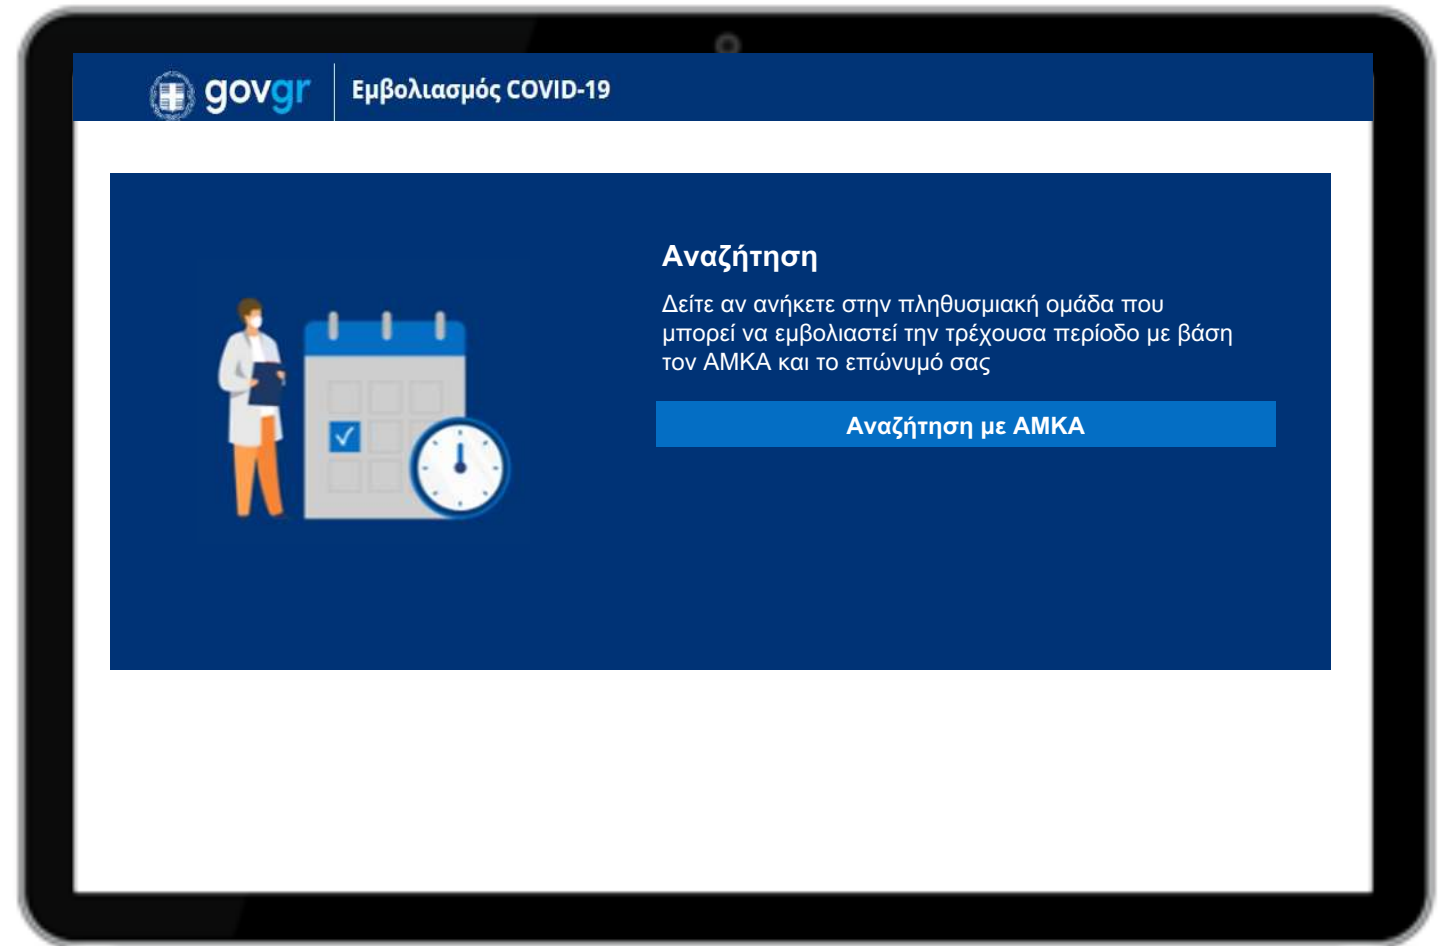 govgr
Εμβολιασμός COVID-19
Αναζήτηση
Δείτε αν ανήκετε στην πληθυσμιακή ομάδα που
μπορεί να εμβολιαστεί την τρέχουσα περίοδο με βάση
τον ΑΜΚΑ και το επώνυμό σας
Αναζήτηση με ΑΜΚΑ